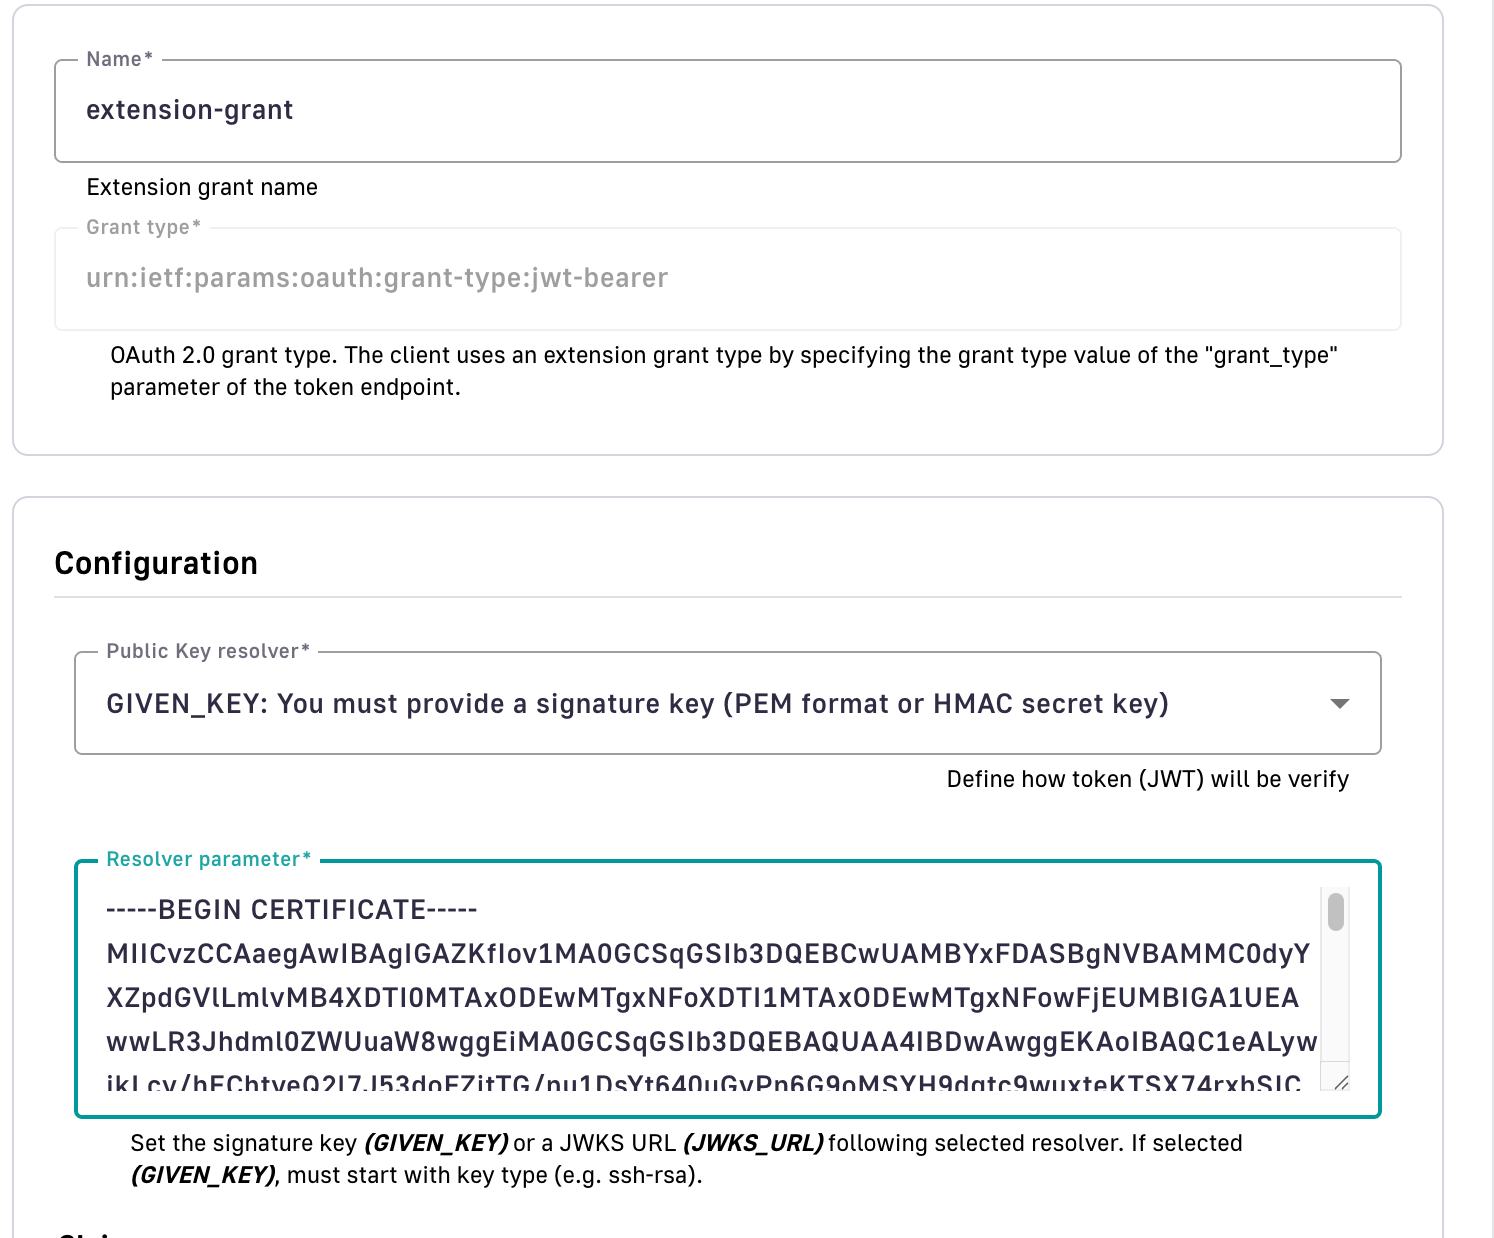 Name*
extension-grant
Extension grant name
Grant type*
urn:ietf:params:oauth:grant-type:jwt-bearer
OAuth 2.0 grant type. The client uses an extension grant type by specifying the grant type value of the "grant_type"
parameter of the token endpoint.
Configuration
Public Key resolver*
GIVEN_KEY: You must provide a signature key (PEM format or HMAC secret key)
Define how token (JWT) will be verify
Resolver parameter*
-----BEGIN CERTIFICATE-----
MIICvzCCAaegAwIBAgIGAZKfIov1MA0GCSqGSIb3DQEBCwUAMBYxFDASBgNVBAMMC0dyY
XZpdGVlLmlvMB4XDTI0MTAxODEwMTgxNFoXDTI1MTAxODEwMTgxNFowFjEUMBIGA1UEA
wwLR3Jhdml0ZWUuaW8wggEiMA0GCSqGSIb3DQEBAQUAA4IBDwAwggEKAoIBAQC1eALyw
Set the signature key (GIVEN_KEY) or a JWKS URL (JWKS_URL) following selected resolver. If selected
(GIVEN_KEY), must start with key type (e.g. ssh-rsa).